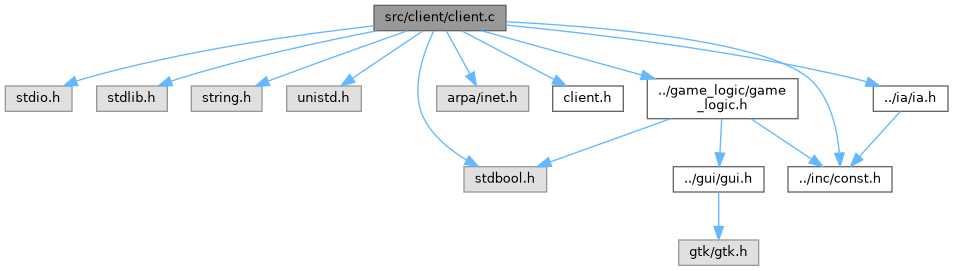 src/client/client.c
stdio.h
stdlib.h
string.h
unistd.h
arpa/inet.h
client.h
../game_logic/game
_logic.h
../ia/ia.h
stdbool.h
../gui/gui.h
../inc/const.h
gtk/gtk.h